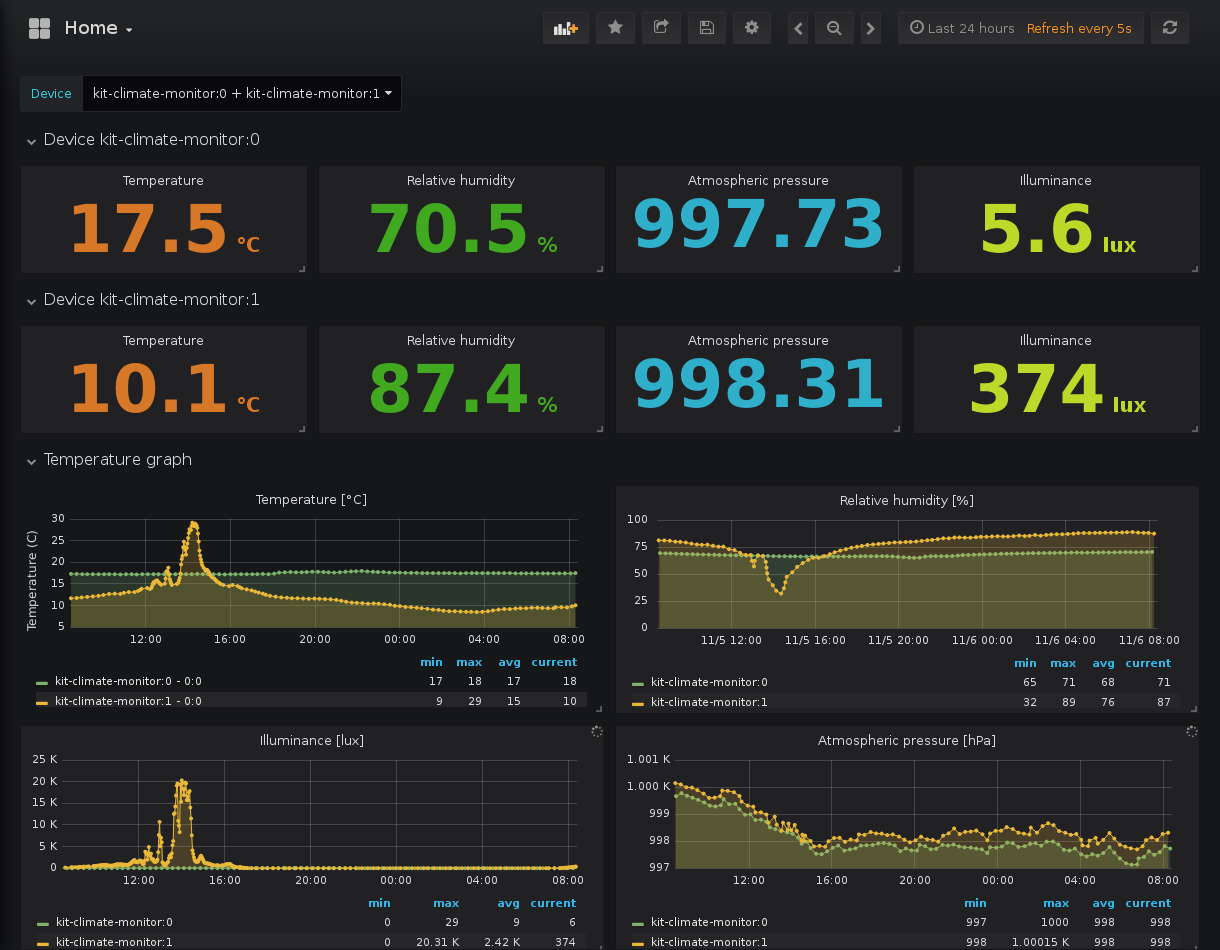 Home
Last 24 hours Refresh every 5s
Device kit-climate-monitor:0 + kit-climate-monitor:1
Device kit-climate-monitor:0
Temperature
17.5 °C
Relative humidity
70.5 %
Atmospheric pressure
997.73
Illuminance
5.6 lux
Device kit-climate-monitor:1
Temperature
10.1 °C
Relative humidity
87.4 %
Atmospheric pressure
998.31
Illuminance
374 lux
Temperature graph
Temperature [°C]
Temperature (C)
30
25
20
15
10
5
12:00 16:00 20:00 00:00 04:00 08:00
min max avg current
kit-climate-monitor:0 - 0:0 17 18 17 18
kit-climate-monitor:1 - 0:0 9 29 15 10
Relative humidity [%]
100
75
50
25
0
11/5 12:00 11/5 16:00 11/5 20:00 11/6 00:00 11/6 04:00 11/6 08:00
min max avg current
kit-climate-monitor:0 65 71 68 71
kit-climate-monitor:1 32 89 76 87
Illuminance [lux]
25 K
20 K
15 K
10 K
5 K
0
12:00 16:00 20:00 00:00 04:00 08:00
min max avg current
kit-climate-monitor:0 0 29 9 6
kit-climate-monitor:1 0 20.31 K 2.42 K 374
Atmospheric pressure [hPa]
1.001 K
1.000 K
999
998
997
12:00 16:00 20:00 00:00 04:00 08:00
min max avg current
kit-climate-monitor:0 997 1000 998 998
kit-climate-monitor:1 998 1.00015 K 998 998